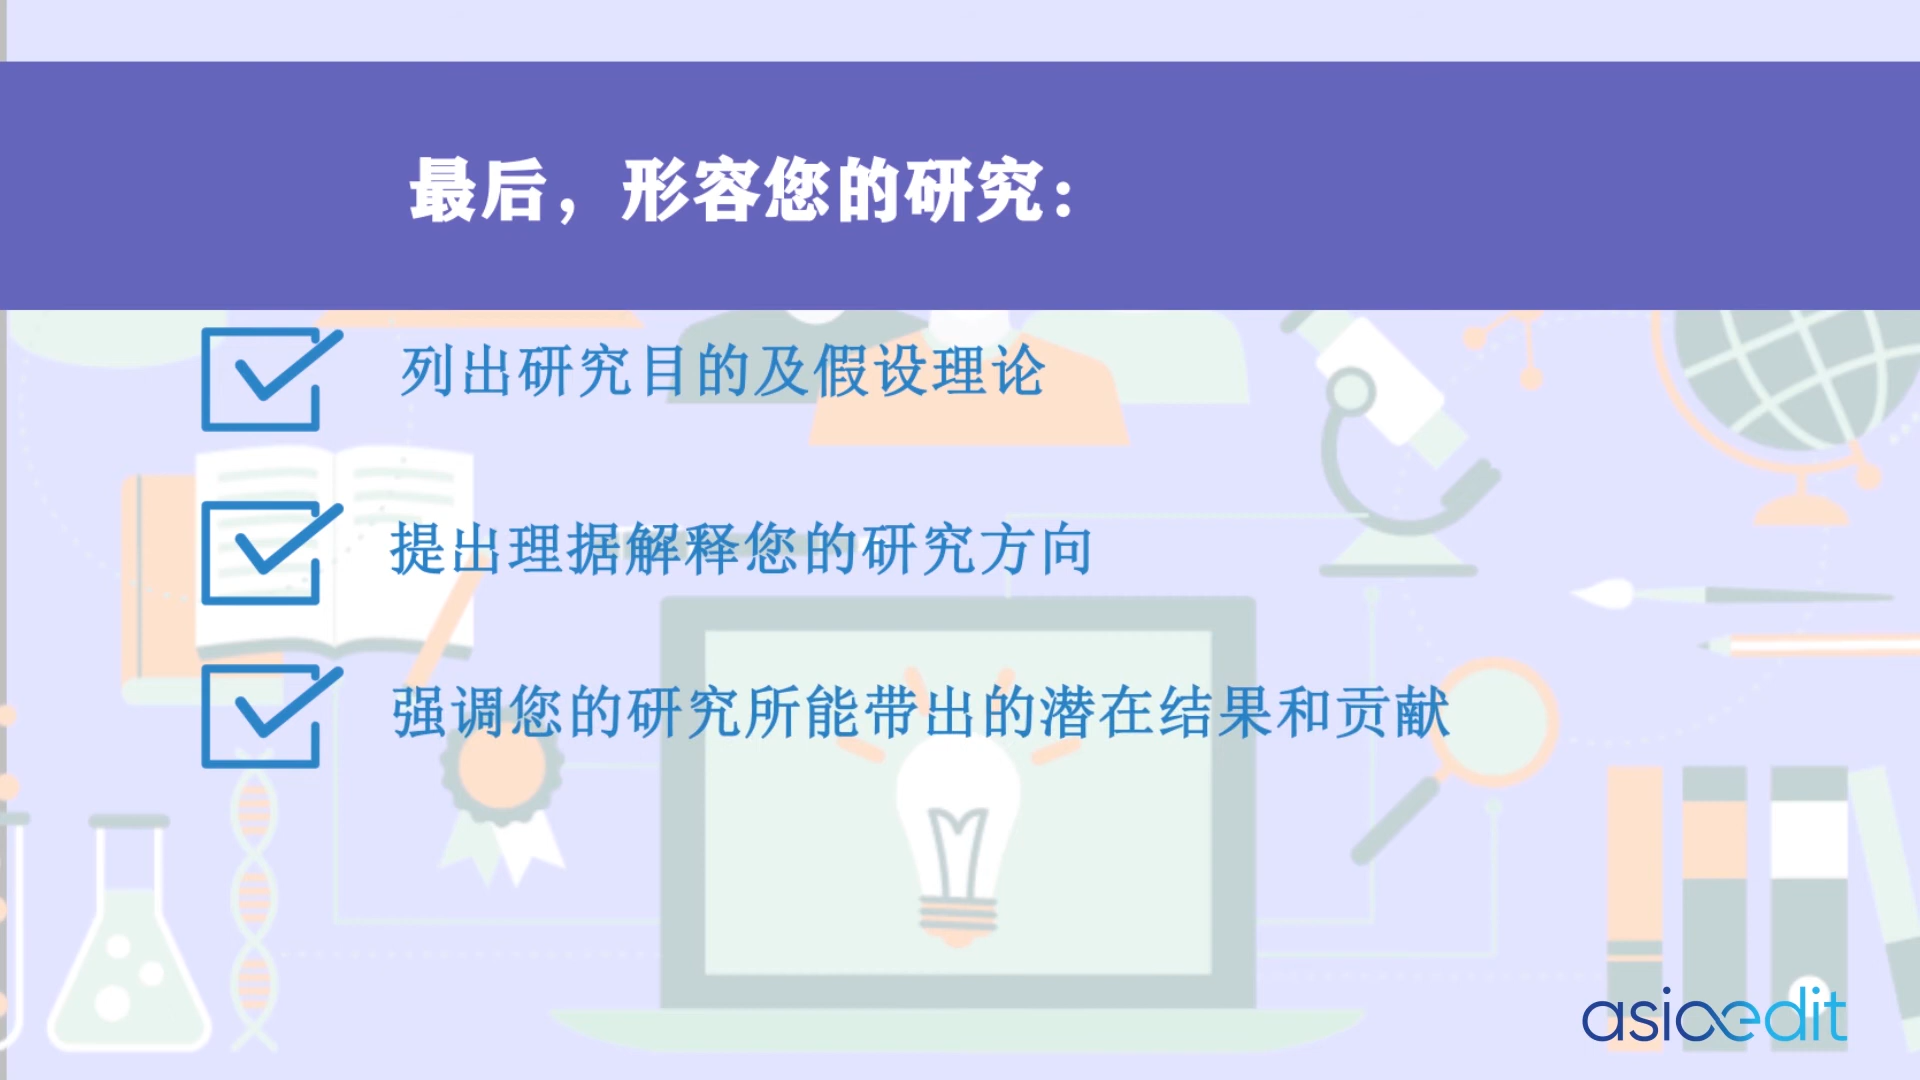 最后，形容您的研究：
列出研究目的及假设理论
提出理据解释您的研究方向
强调您的研究所能带出的潜在结果和贡献
asiaedit